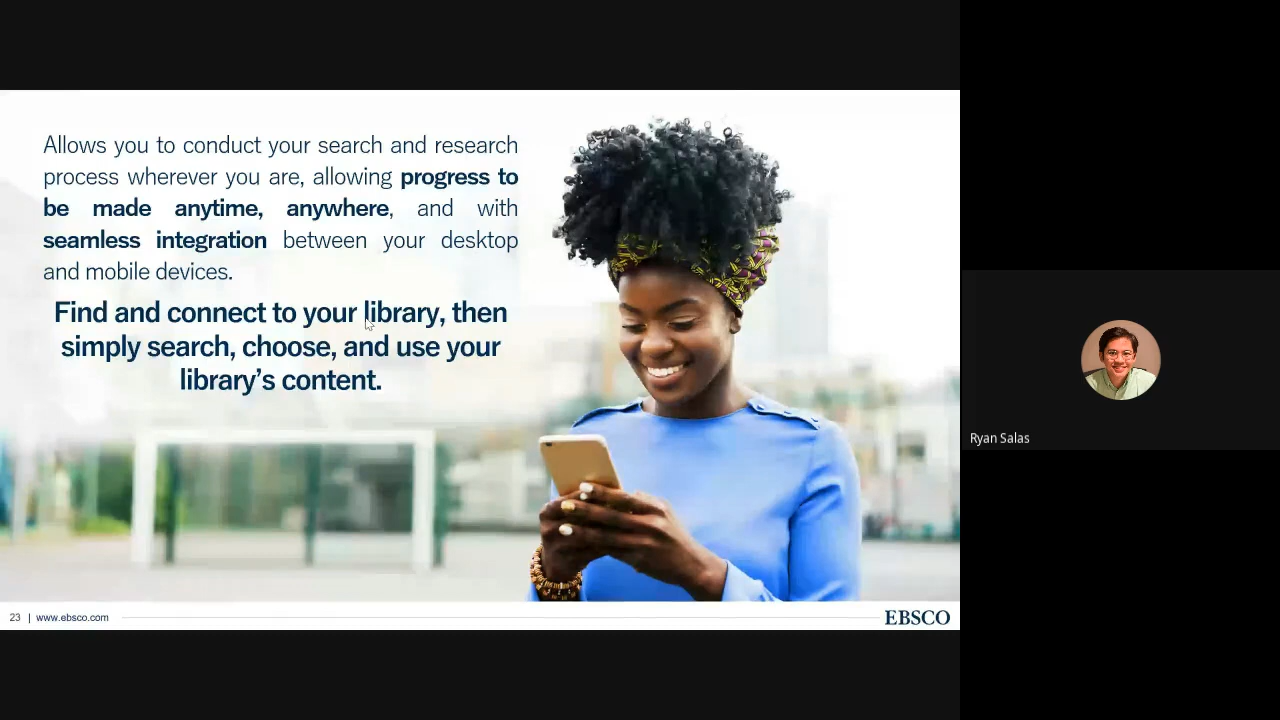 Allows you to conduct your search and research
process wherever you are, allowing progress to
be made anytime, anywhere, and with
seamless integration between your desktop
and mobile devices.
Find and connect to your library, then
simply search, choose, and use your
library's content.
23 | www.ebsco.com
EBSCO
Ryan Salas